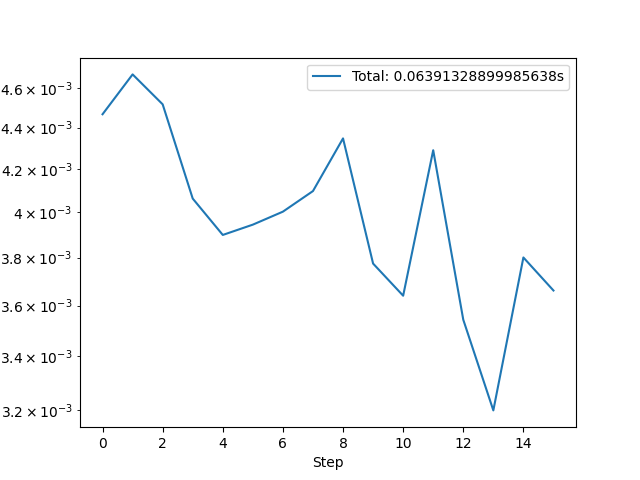 Total: 0.06391328899985638s
4.6 × 10⁻³
4.4 × 10⁻³
4.2 × 10⁻³
4 × 10⁻³
3.8 × 10⁻³
3.6 × 10⁻³
3.4 × 10⁻³
3.2 × 10⁻³
0 2 4 6 8 10 12 14
Step